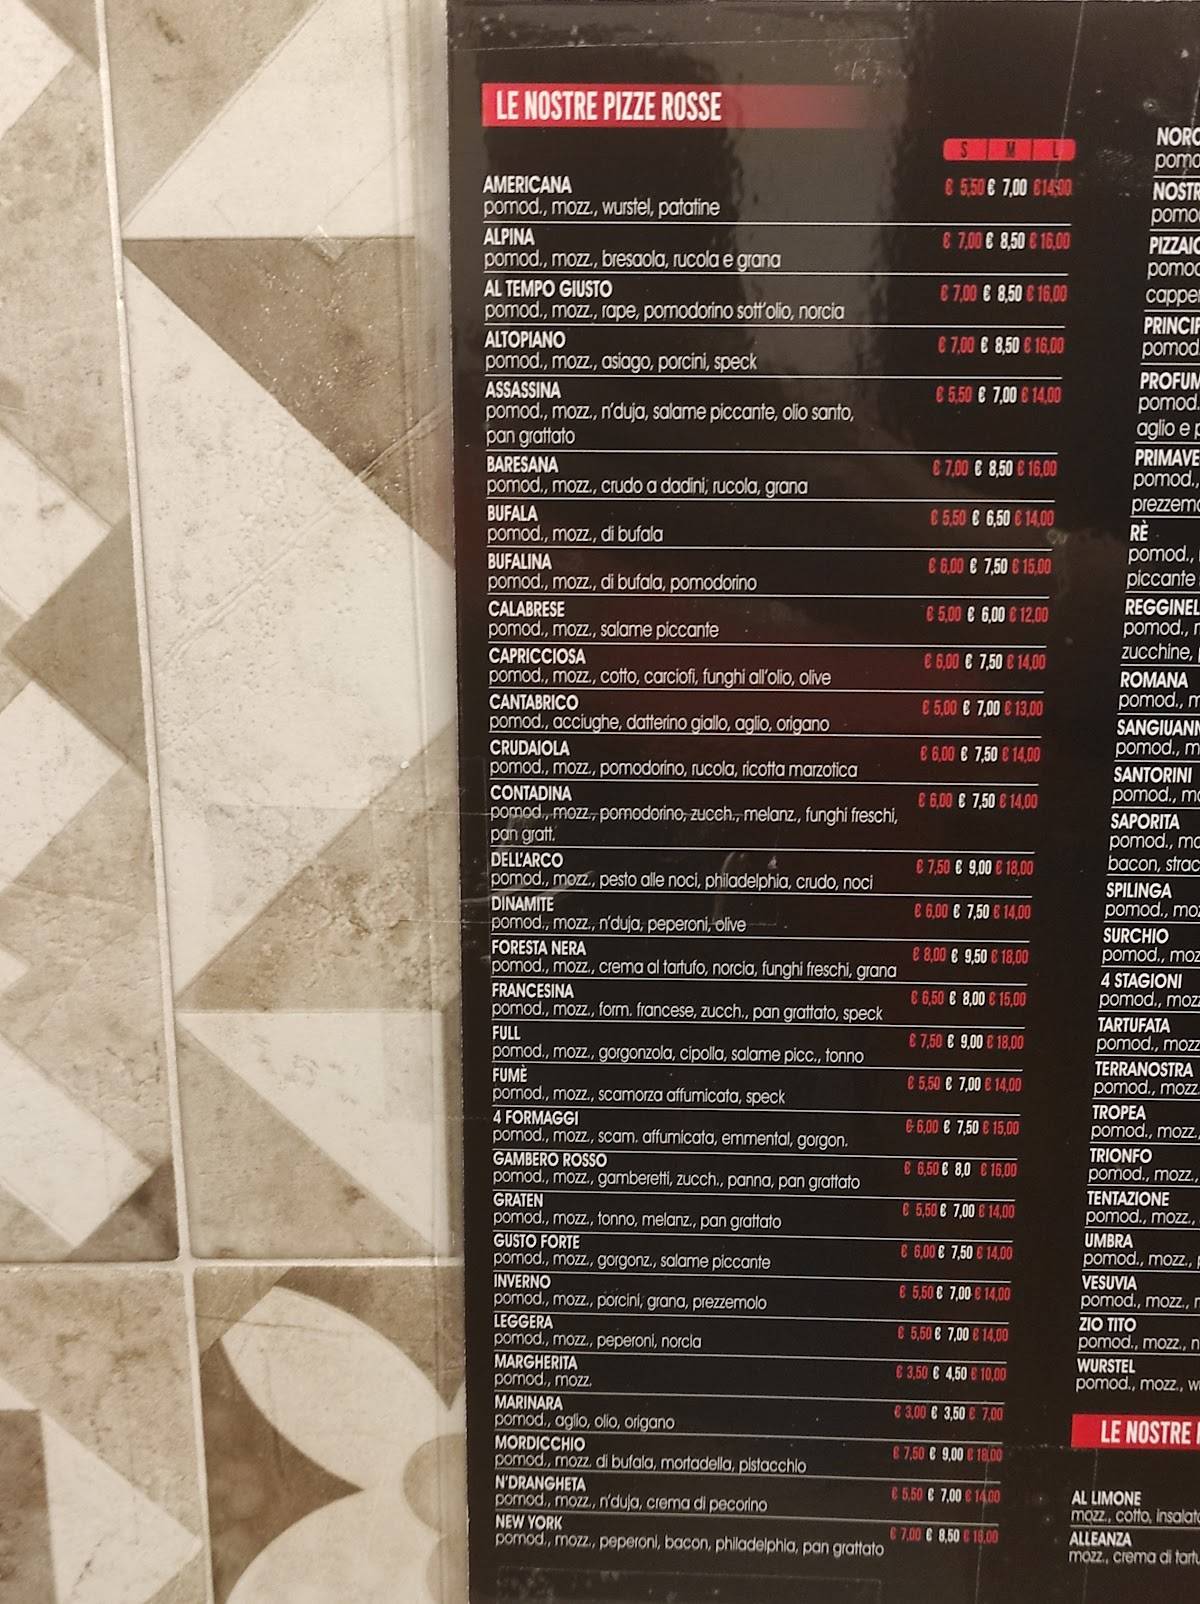 LE NOSTRE PIZZE ROSSE
S M L
AMERICANA € 5,50 € 7,00 €14,00
pomod., mozz., wurstel, patatine
ALPINA € 7,00 € 8,50 € 16,00
pomod., mozz., bresaola, rucola e grana
AL TEMPO GIUSTO € 7,00 € 8,50 € 16,00
pomod., mozz., rape, pomodorino sott'olio, norcia
ALTOPIANO € 7,00 € 8,50 € 16,00
pomod., mozz., asiago, porcini, speck
ASSASSINA € 5,50 € 7,00 € 14,00
pomod., mozz., n'duja, salame piccante, olio santo,
pan grattato
BARESANA € 7,00 € 8,50 € 16,00
pomod., mozz., crudo a dadini, rucola, grana
BUFALA € 5,50 € 6,50 € 14,00
pomod., mozz., di bufala
BUFALINA € 6,00 € 7,50 € 15,00
pomod., mozz., di bufala, pomodorino
CALABRESE € 5,00 € 6,00 € 12,00
pomod., mozz., salame piccante
CAPRICCIOSA € 6,00 € 7,50 € 14,00
pomod., mozz., cotto, carciofi, funghi all'olio, olive
CANTABRICO € 5,00 € 7,00 € 13,00
pomod., acciughe, datterino giallo, aglio, origano
CRUDAIOLA € 6,00 € 7,50 € 14,00
pomod., mozz., pomodorino, rucola, ricotta marzotica
CONTADINA € 6,00 € 7,50 € 14,00
pomod., mozz., pomodorino, zucch., melanz., funghi freschi,
pan gratt.
DELL'ARCO € 7,50 € 9,00 € 18,00
pomod., mozz., pesto alle noci, philadelphia, crudo, noci
DINAMITE € 6,00 € 7,50 € 14,00
pomod., mozz., n'duja, peperoni, olive
FORESTA NERA € 8,00 € 9,50 € 18,00
pomod., mozz., crema al tartufo, norcia, funghi freschi, grana
FRANCESINA € 6,50 € 8,00 € 15,00
pomod., mozz., form. francese, zucch., pan grattato, speck
FULL € 7,50 € 9,00 € 18,00
pomod., mozz., gorgonzola, cipolla, salame picc., tonno
FUMÈ € 5,50 € 7,00 € 14,00
pomod., mozz., scamorza affumicata, speck
4 FORMAGGI € 6,00 € 7,50 € 15,00
pomod., mozz., scam. affumicata, emmental, gorgon.
GAMBERO ROSSO € 6,50 € 8,0 € 16,00
pomod., mozz., gamberetti, zucch., panna, pan grattato
GRATEN € 5,50 € 7,00 € 14,00
pomod., mozz., tonno, melanz., pan grattato
GUSTO FORTE € 6,00 € 7,50 € 14,00
pomod., mozz., gorgonz., salame piccante
INVERNO € 5,50 € 7,00 € 14,00
pomod., mozz., porcini, grana, prezzemolo
LEGGERA € 5,50 € 7,00 € 14,00
pomod., mozz., peperoni, norcia
MARGHERITA € 3,50 € 4,50 € 10,00
pomod., mozz.
MARINARA € 3,00 € 3,50 € 7,00
pomod., aglio, olio, origano
MORDICCHIO € 7,50 € 9,00 € 18,00
pomod., mozz. di bufala, mortadella, pistacchio
N'DRANGHETA € 5,50 € 7,00 € 14,00
pomod., mozz., n'duja, crema di pecorino
NEW YORK € 7,00 € 8,50 € 16,00
pomod., mozz., peperoni, bacon, philadelphia, pan grattato
RÈ
pomod.,
piccante
zucchine,
ROMANA
pomod., m
SANTORINI
SAPORITA
bacon,
SPILINGA
SURCHIO
4 STAGIONI
TARTUFATA
pomod., mozz
TERRANOSTRA
pomod., mozz.
TROPEA
pomod., mozz.
TRIONFO
pomod., mozz.,
TENTAZIONE
pomod., mozz.,
UMBRA
pomod., mozz.,
VESUVIA
pomod., mozz.,
ZIO TITO
pomod., mozz., n
WURSTEL
pomod., mozz.,
LE NOSTRE
AL LIMONE
mozz., cotto,
ALLEANZA
mozz., crema di